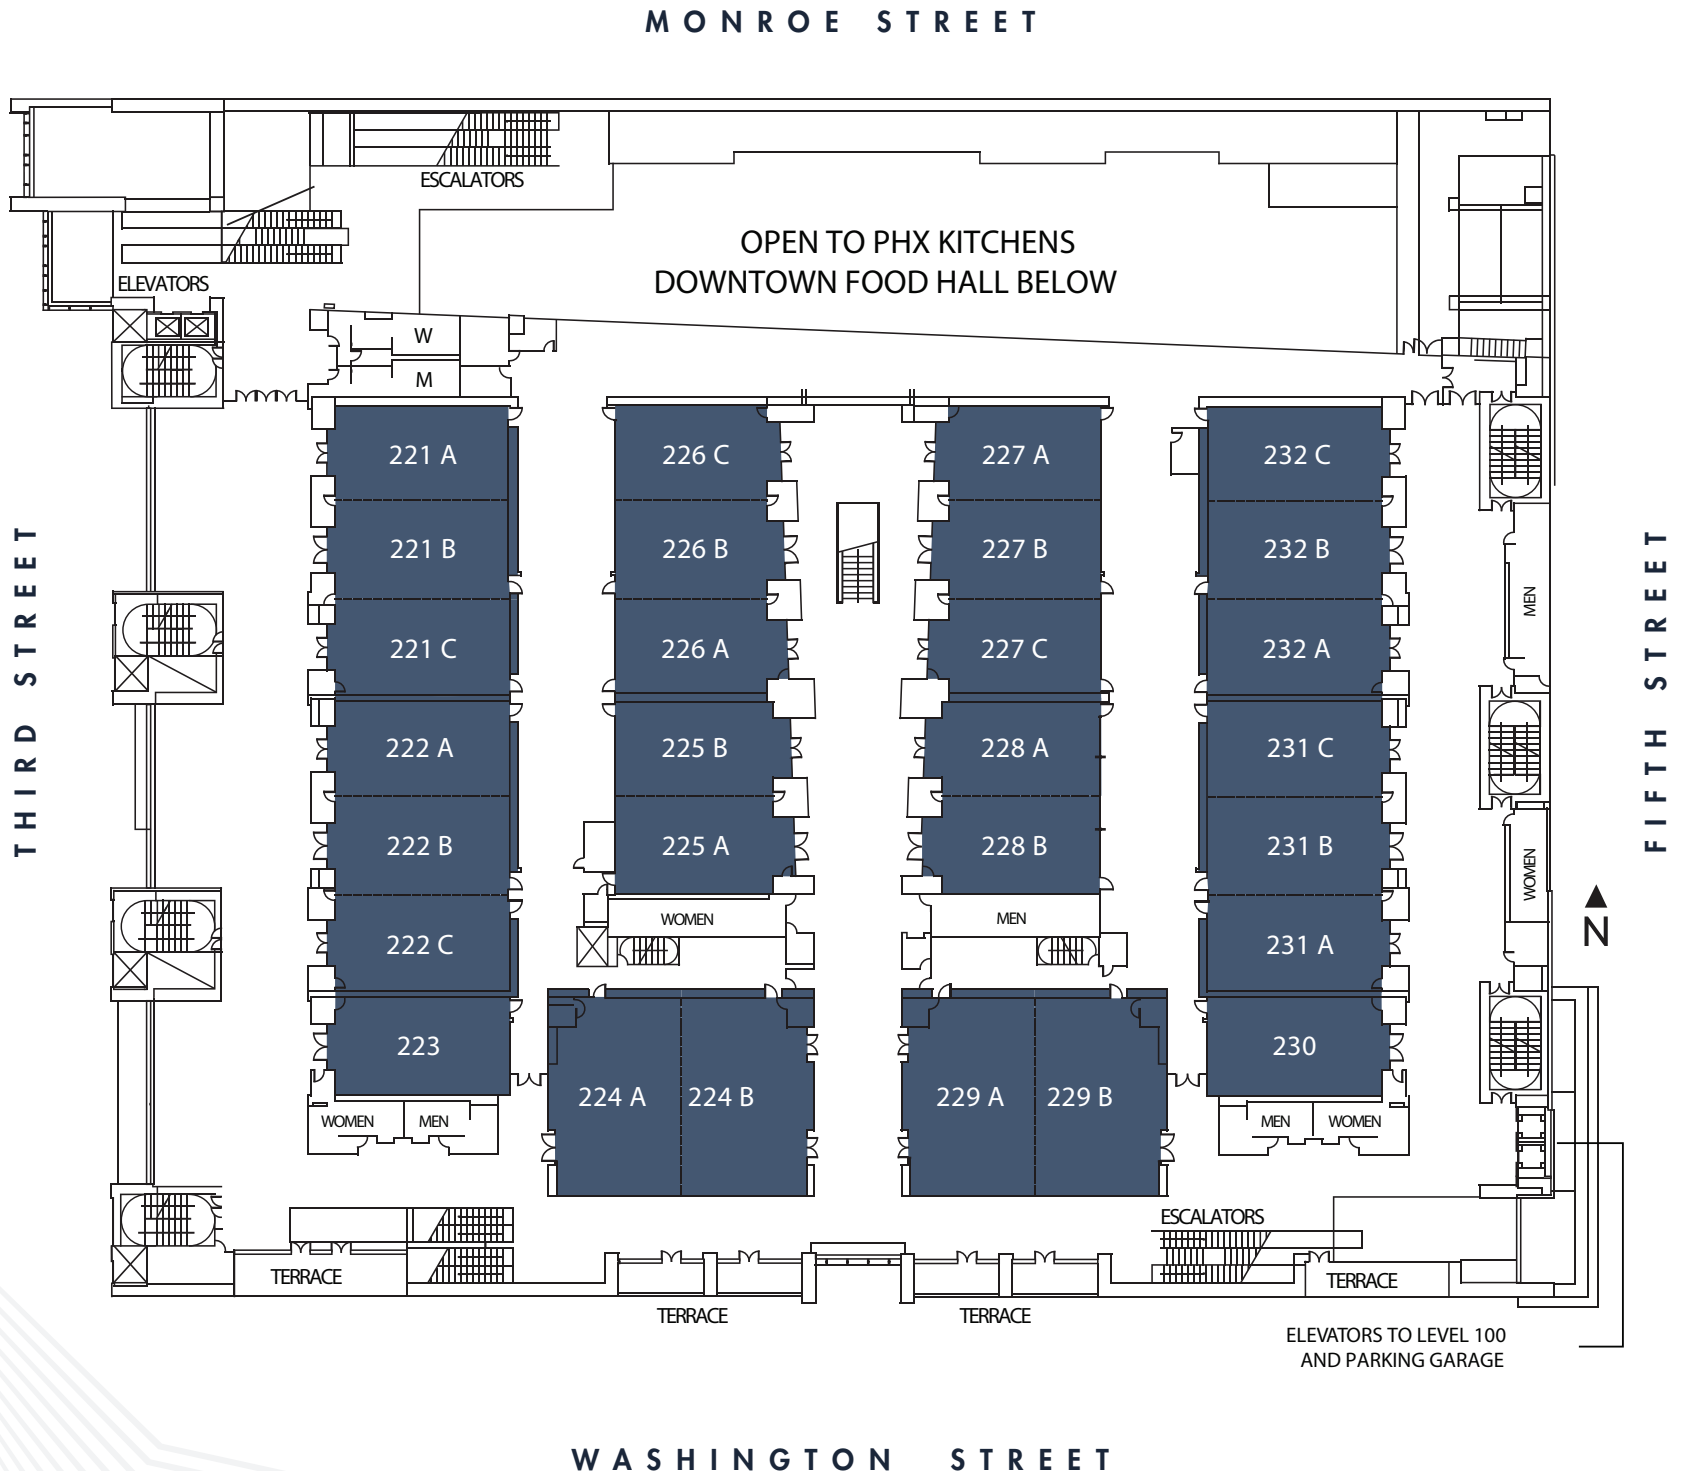 MONROE STREET
ESCALATORS
OPEN TO PHX KITCHENS
DOWNTOWN FOOD HALL BELOW
ELEVATORS
W
M
221 A
226 C
227 A
232 C
221 B
226 B
227 B
232 B
221 C
226 A
227 C
232 A
MEN
THIRD STREET
FIFTH STREET
222 A
225 B
228 A
231 C
222 B
225 A
228 B
231 B
WOMEN
WOMEN
MEN
N
222 C
231 A
223
230
224 A
224 B
229 A
229 B
WOMEN
MEN
MEN
WOMEN
ESCALATORS
TERRACE
TERRACE
TERRACE
TERRACE
ELEVATORS TO LEVEL 100
AND PARKING GARAGE
WASHINGTON STREET